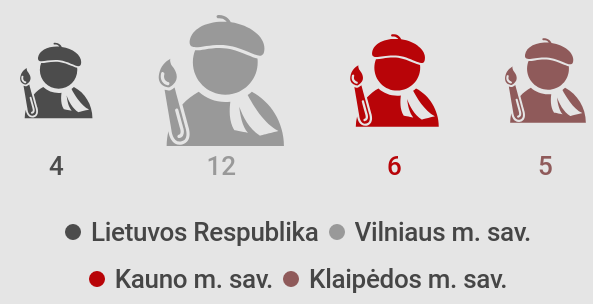 4 12 6 5
Lietuvos Respublika Vilniaus m. sav.
Kauno m. sav. Klaipėdos m. sav.